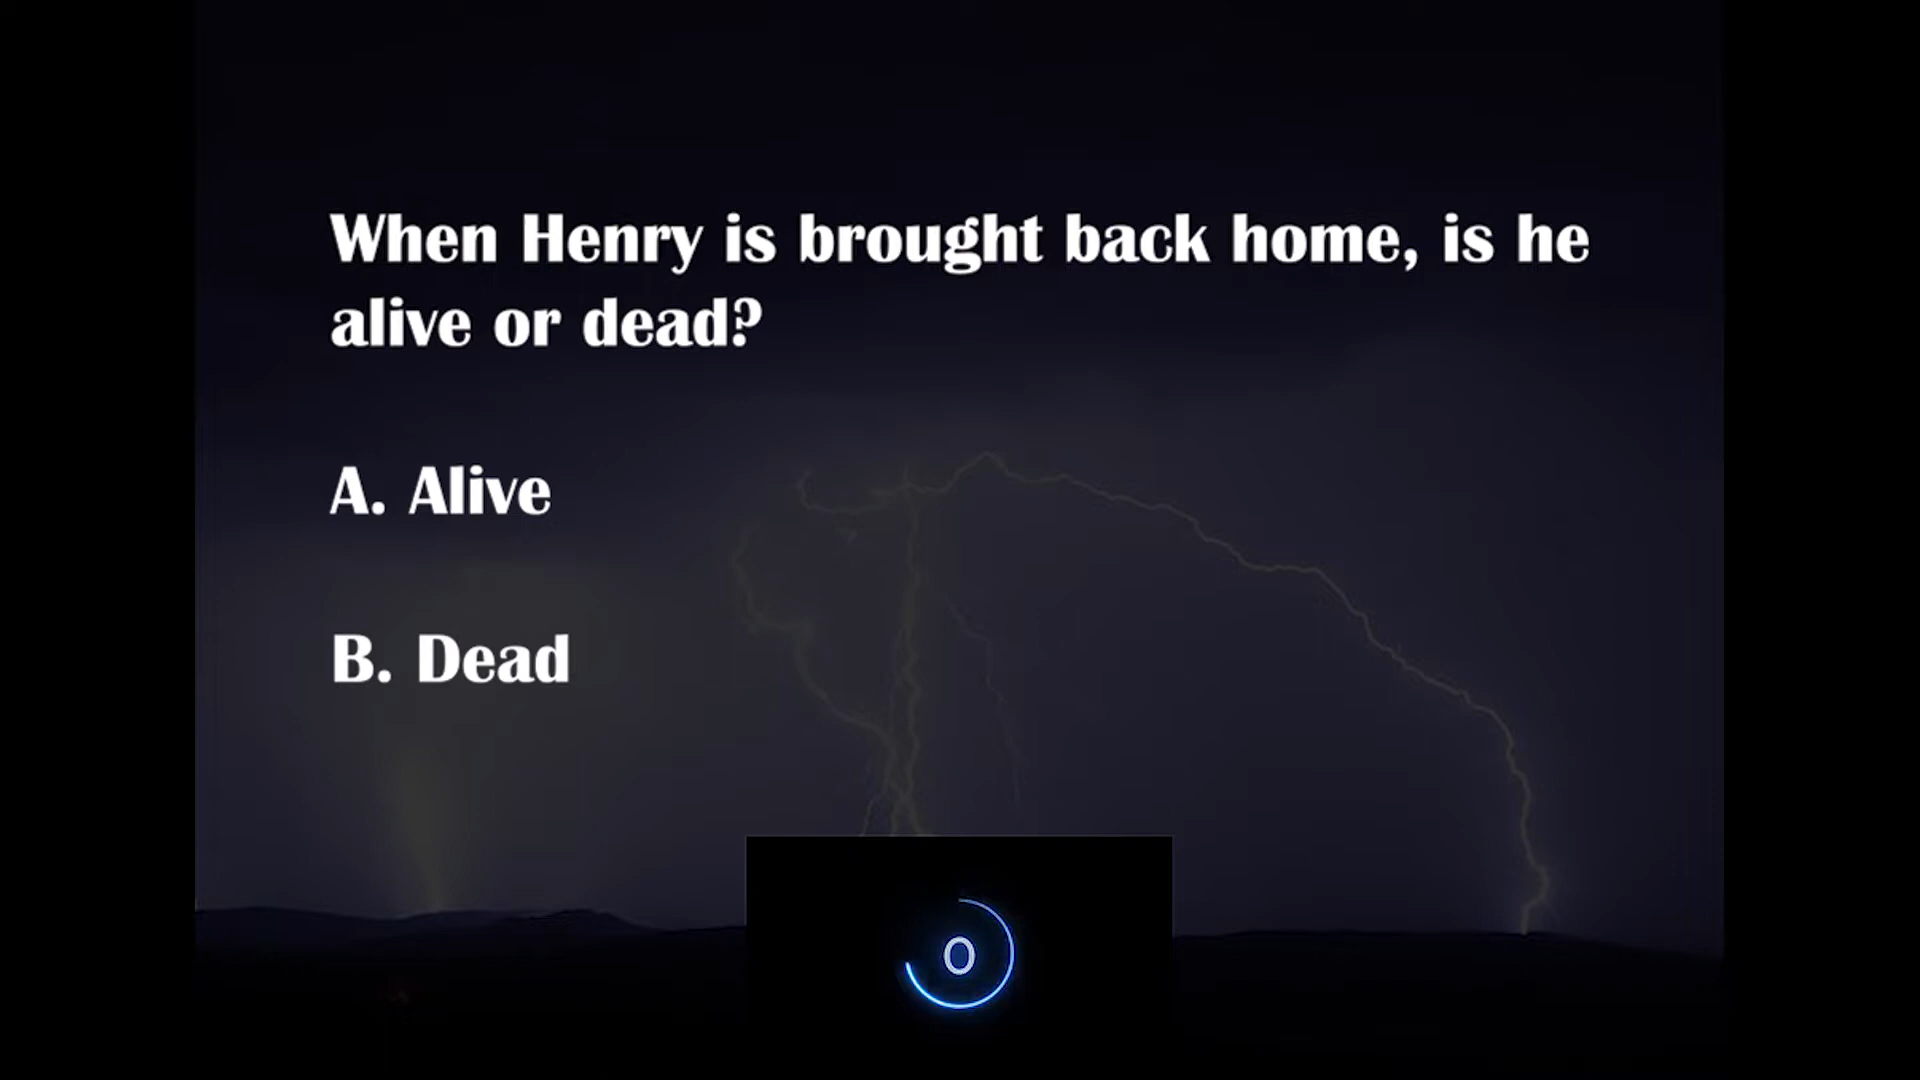 When Henry is brought back home, is he
alive or dead?
A. Alive
B. Dead
0